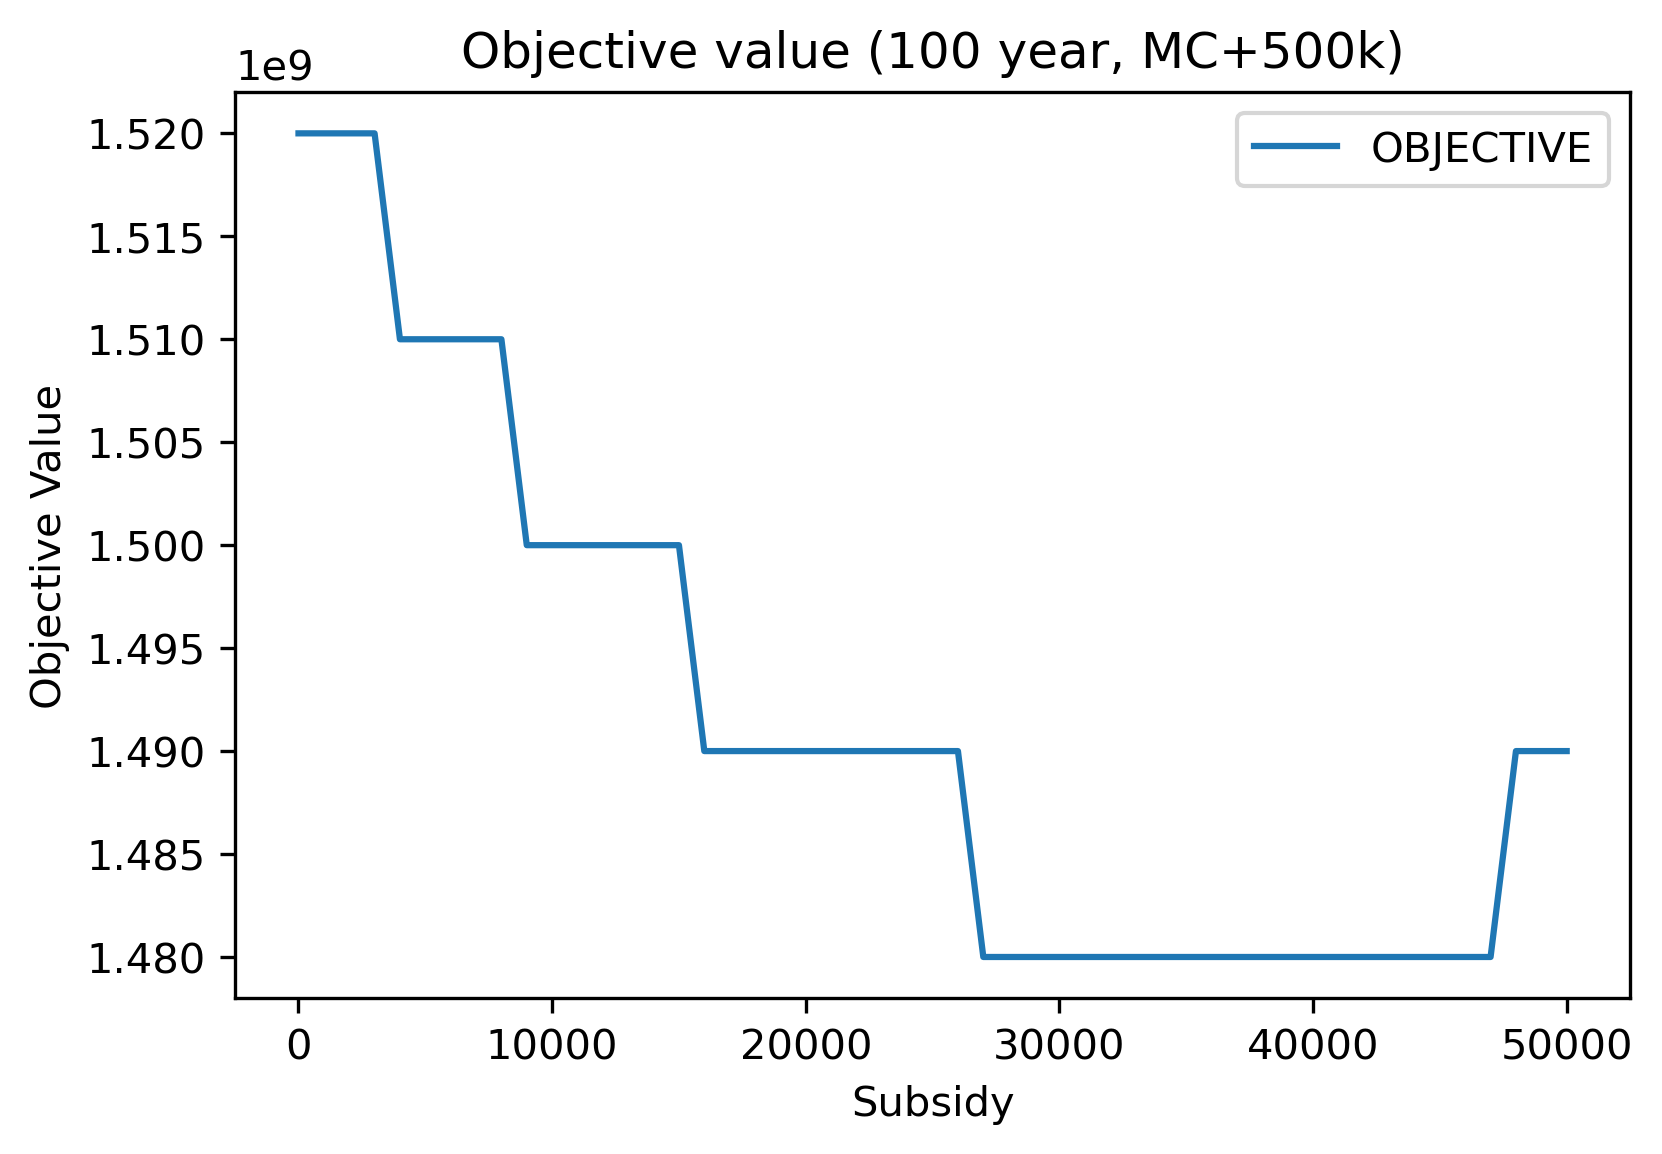 Objective value (100 year, MC+500k)
1e9
OBJECTIVE
Objective Value
1.520
1.515
1.510
1.505
1.500
1.495
1.490
1.485
1.480
0 10000 20000 30000 40000 50000
Subsidy